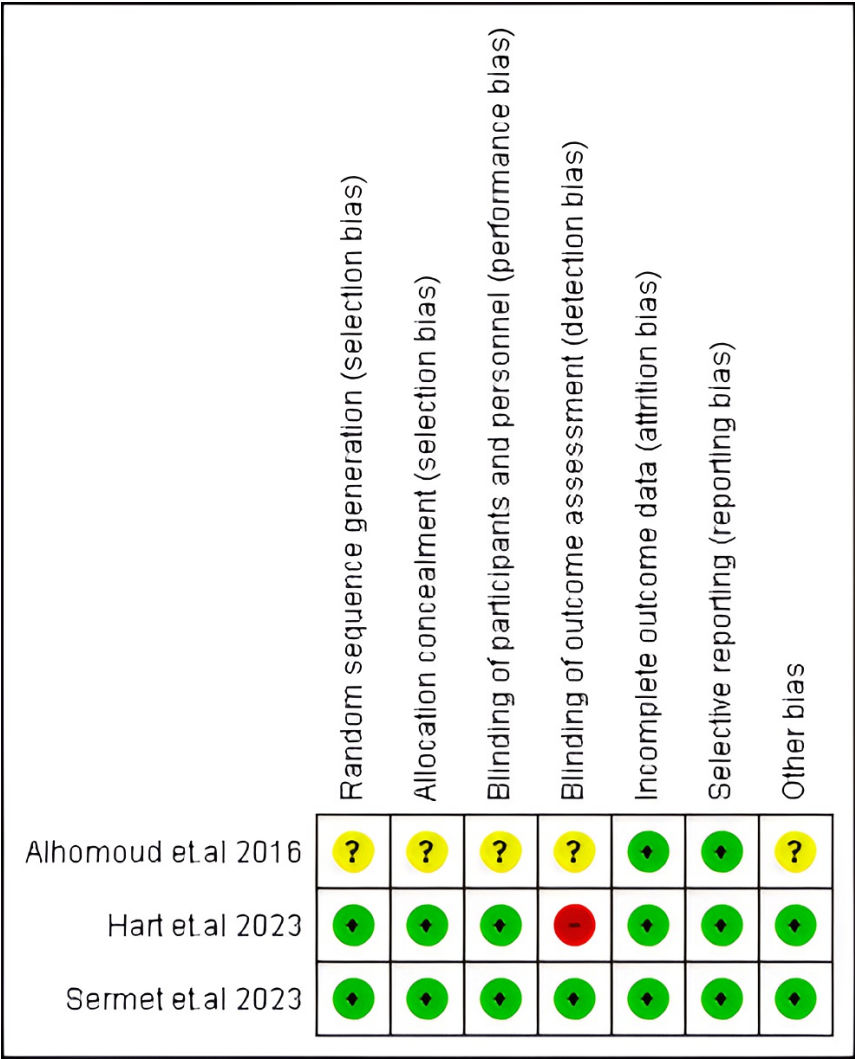 Random sequence generation (selection bias)
Allocation concealment (selection bias)
Blinding of participants and personnel (performance bias)
Blinding of outcome assessment (detection bias)
Incomplete outcome data (attrition bias)
Selective reporting (reporting bias)
Other bias
Alhomoud et.al 2016 ? ? ? ? + + ?
Hart et.al 2023 + + + - + + +
Sermet et.al 2023 + + + + + + +